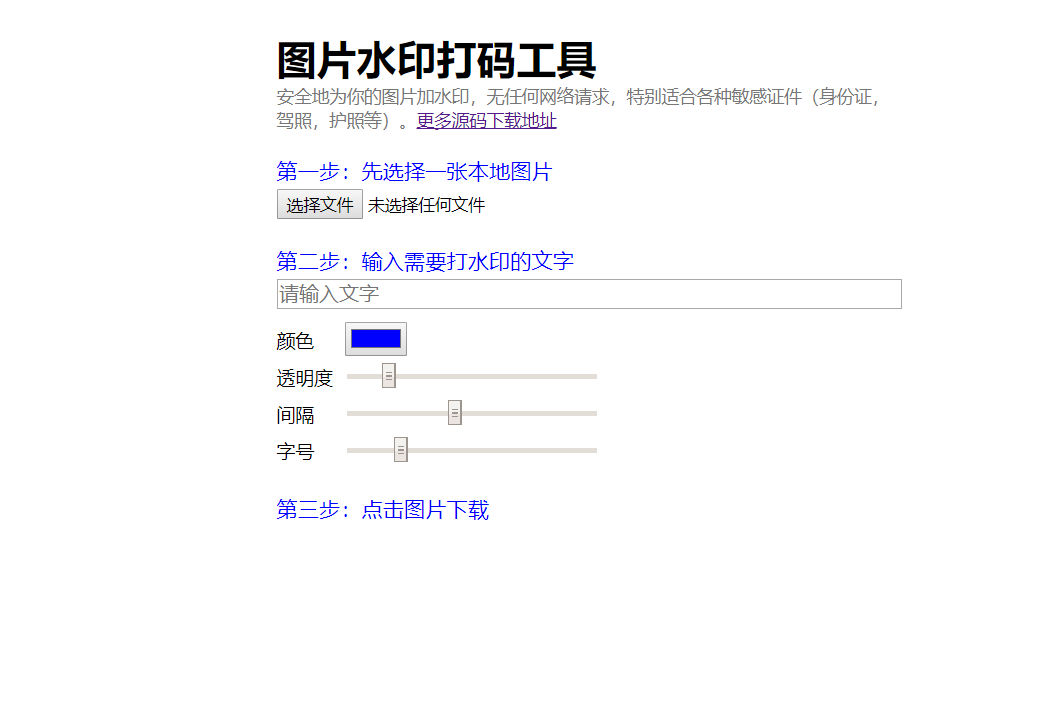 图片水印打码工具
安全地为你的图片加水印，无任何网络请求，特别适合各种敏感证件（身份证，
驾照，护照等）。更多源码下载地址
第一步：先选择一张本地图片
选择文件 未选择任何文件
第二步：输入需要打水印的文字
请输入文字
颜色
透明度
间隔
字号
第三步：点击图片下载